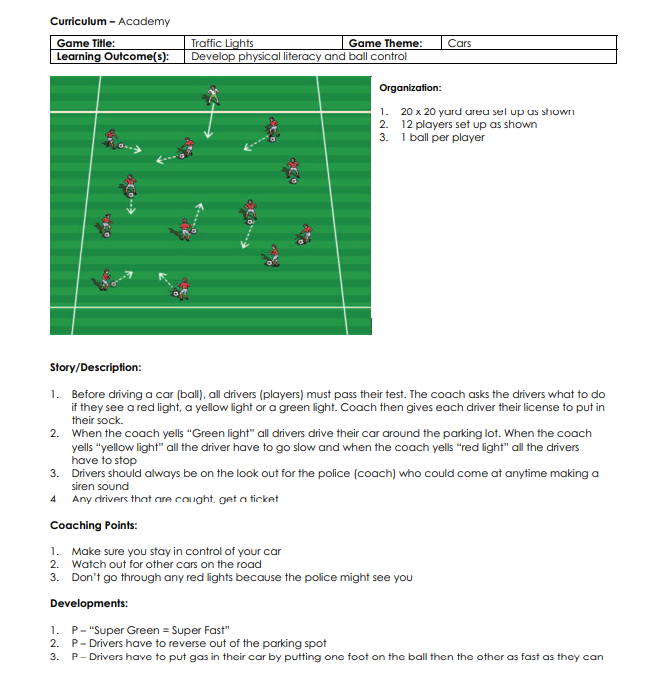 Curriculum – Academy
Game Title: Traffic Lights Game Theme: Cars
Learning Outcome(s): Develop physical literacy and ball control
Organization:
1. 20 x 20 yard area set up as shown
2. 12 players set up as shown
3. 1 ball per player
Story/Description:
1. Before driving a car (ball), all drivers (players) must pass their test. The coach asks the drivers what to do
if they see a red light, a yellow light or a green light. Coach then gives each driver their license to put in
their sock.
2. When the coach yells “Green light” all drivers drive their car around the parking lot. When the coach
yells “yellow light” all the driver have to go slow and when the coach yells “red light” all the drivers
have to stop
3. Drivers should always be on the look out for the police (coach) who could come at anytime making a
siren sound
4 Any drivers that are caught, get a ticket
Coaching Points:
1. Make sure you stay in control of your car
2. Watch out for other cars on the road
3. Don’t go through any red lights because the police might see you
Developments:
1. P – “Super Green = Super Fast”
2. P – Drivers have to reverse out of the parking spot
3. P – Drivers have to put gas in their car by putting one foot on the ball then the other as fast as they can